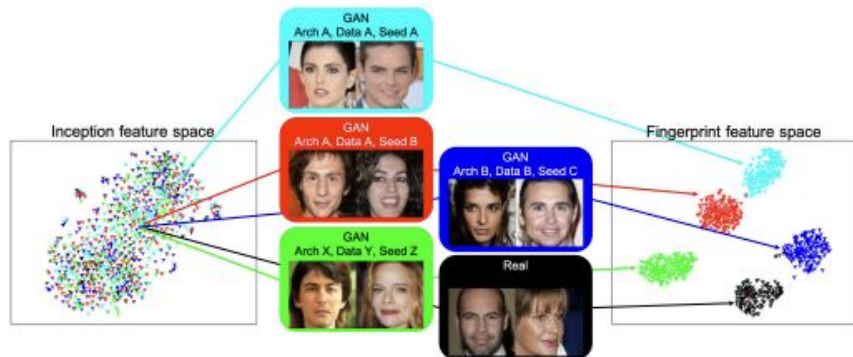 GAN
Arch A, Data A, Seed A
Inception feature space
GAN
Arch A, Data A, Seed B
GAN
Arch B, Data B, Seed C
Fingerprint feature space
GAN
Arch X, Data Y, Seed Z
Real